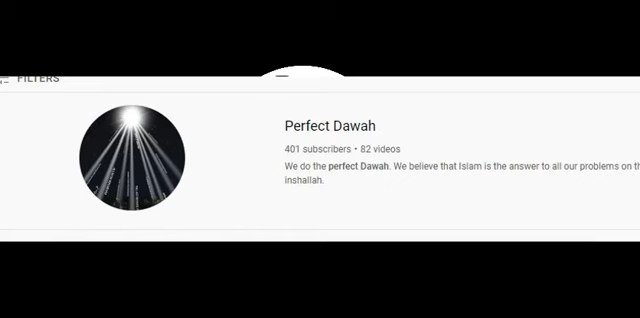 FILTERS
Perfect Dawah
401 subscribers • 82 videos
We do the perfect Dawah. We believe that Islam is the answer to all our problems on
inshallah.